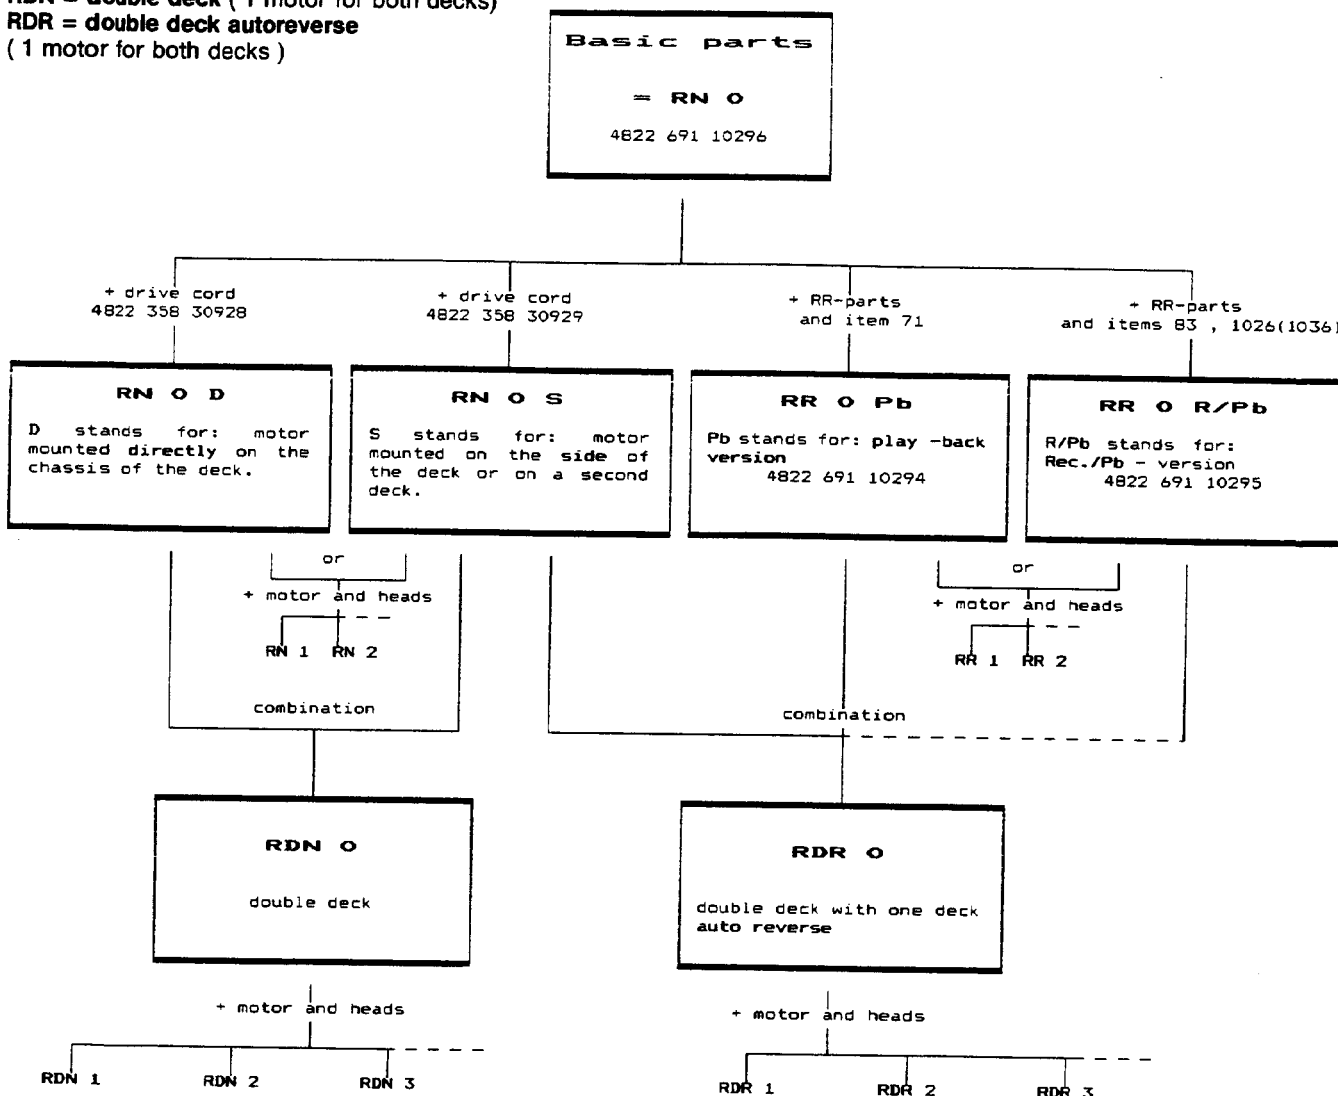 RDN = double deck ( 1 motor for both decks)
RDR = double deck autoreverse
( 1 motor for both decks )
Basic parts
= RN 0
4822 691 10296
+ drive cord
4822 358 30928
+ drive cord
4822 358 30929
+ RR-parts
and item 71
+ RR-parts
and items 83 , 1026(1036)
RN 0 D
D stands for: motor
mounted directly on the
chassis of the deck.
RN 0 S
S stands for: motor
mounted on the side of
the deck or on a second
deck.
RR 0 Pb
Pb stands for: play -back
version
4822 691 10294
RR 0 R/Pb
R/Pb stands for:
Rec./Pb - version
4822 691 10295
or
+ motor and heads
RN 1 RN 2
or
+ motor and heads
RR 1 RR 2
combination
combination
RDN 0
double deck
RDR 0
double deck with one deck
auto reverse
+ motor and heads
RDN 1 RDN 2 RDN 3
+ motor and heads
RDR 1 RDR 2 RDR 3